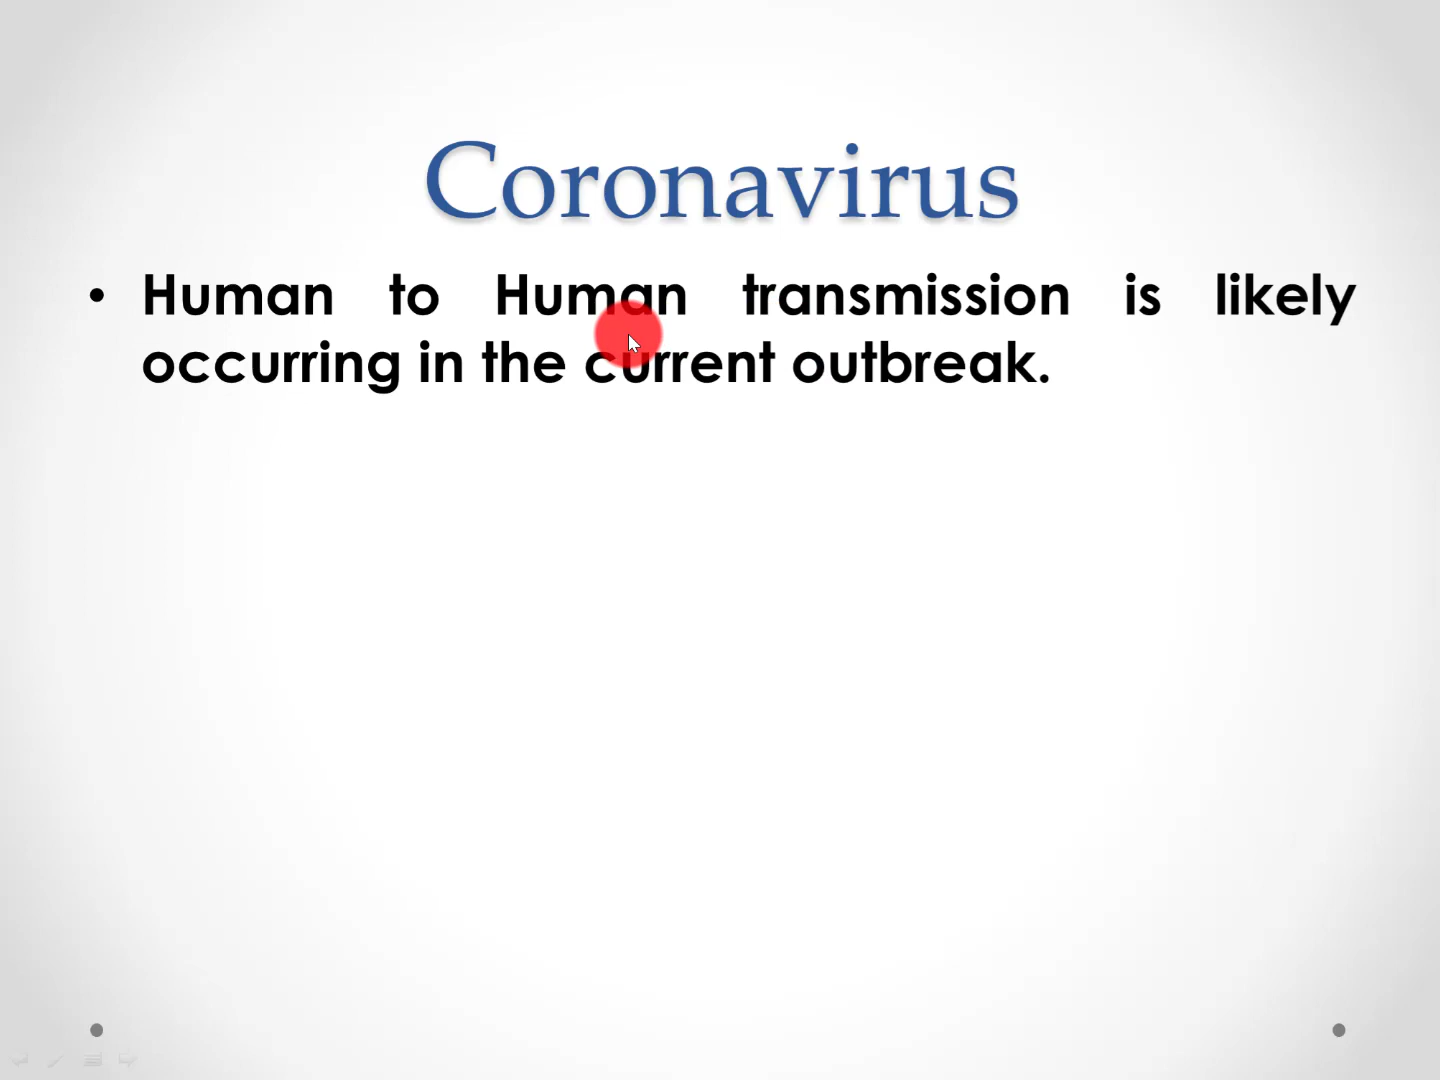 Coronavirus
• Human to Human transmission is likely
occurring in the current outbreak.